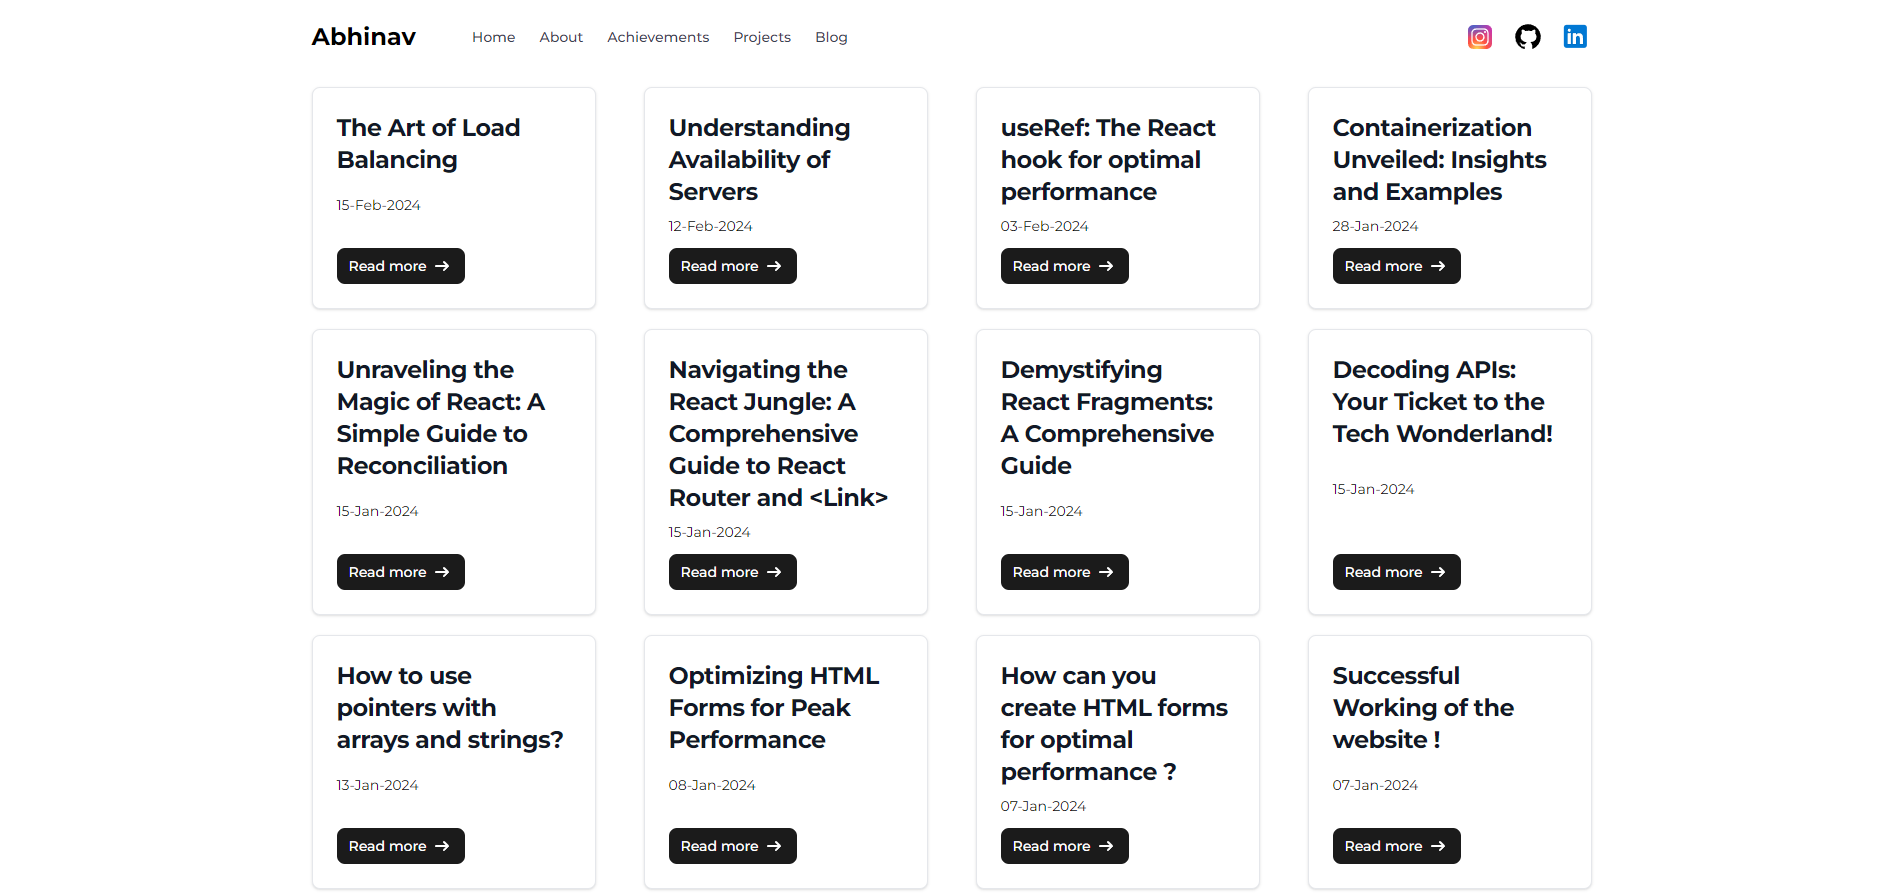 Abhinav
Home About Achievements Projects Blog
The Art of Load
Balancing
15-Feb-2024
Read more
Understanding
Availability of
Servers
12-Feb-2024
Read more
useRef: The React
hook for optimal
performance
03-Feb-2024
Read more
Containerization
Unveiled: Insights
and Examples
28-Jan-2024
Read more
Unraveling the
Magic of React: A
Simple Guide to
Reconciliation
15-Jan-2024
Read more
Navigating the
React Jungle: A
Comprehensive
Guide to React
Router and <Link>
15-Jan-2024
Read more
Demystifying
React Fragments:
A Comprehensive
Guide
15-Jan-2024
Read more
Decoding APIs:
Your Ticket to the
Tech Wonderland!
15-Jan-2024
Read more
How to use
pointers with
arrays and strings?
13-Jan-2024
Read more
Optimizing HTML
Forms for Peak
Performance
08-Jan-2024
Read more
How can you
create HTML forms
for optimal
performance ?
07-Jan-2024
Read more
Successful
Working of the
website !
07-Jan-2024
Read more